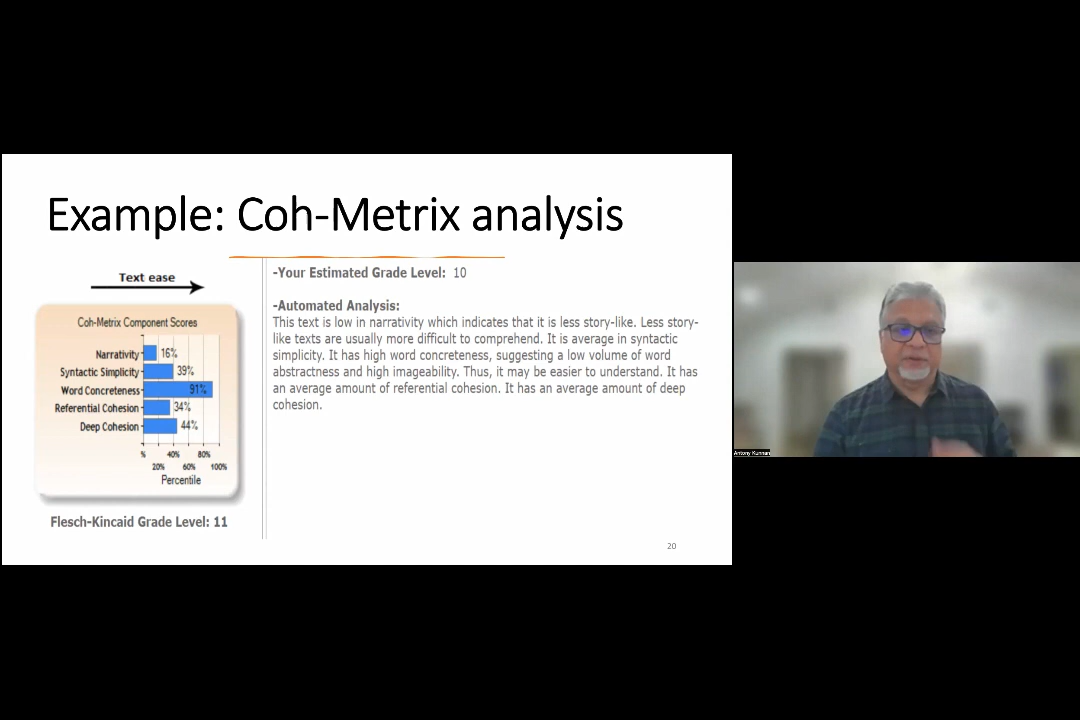 Example: Coh-Metrix analysis
Text ease
Coh-Metrix Component Scores
Narrativity 16%
Syntactic Simplicity 39%
Word Concreteness 91%
Referential Cohesion 34%
Deep Cohesion 44%
% 40% 80%
20% 60% 100%
Percentile
Flesch-Kincaid Grade Level: 11
-Your Estimated Grade Level: 10
-Automated Analysis:
This text is low in narrativity which indicates that it is less story-like. Less story-
like texts are usually more difficult to comprehend. It is average in syntactic
simplicity. It has high word concreteness, suggesting a low volume of word
abstractness and high imageability. Thus, it may be easier to understand. It has
an average amount of referential cohesion. It has an average amount of deep
cohesion.
20
Antony Kunnan